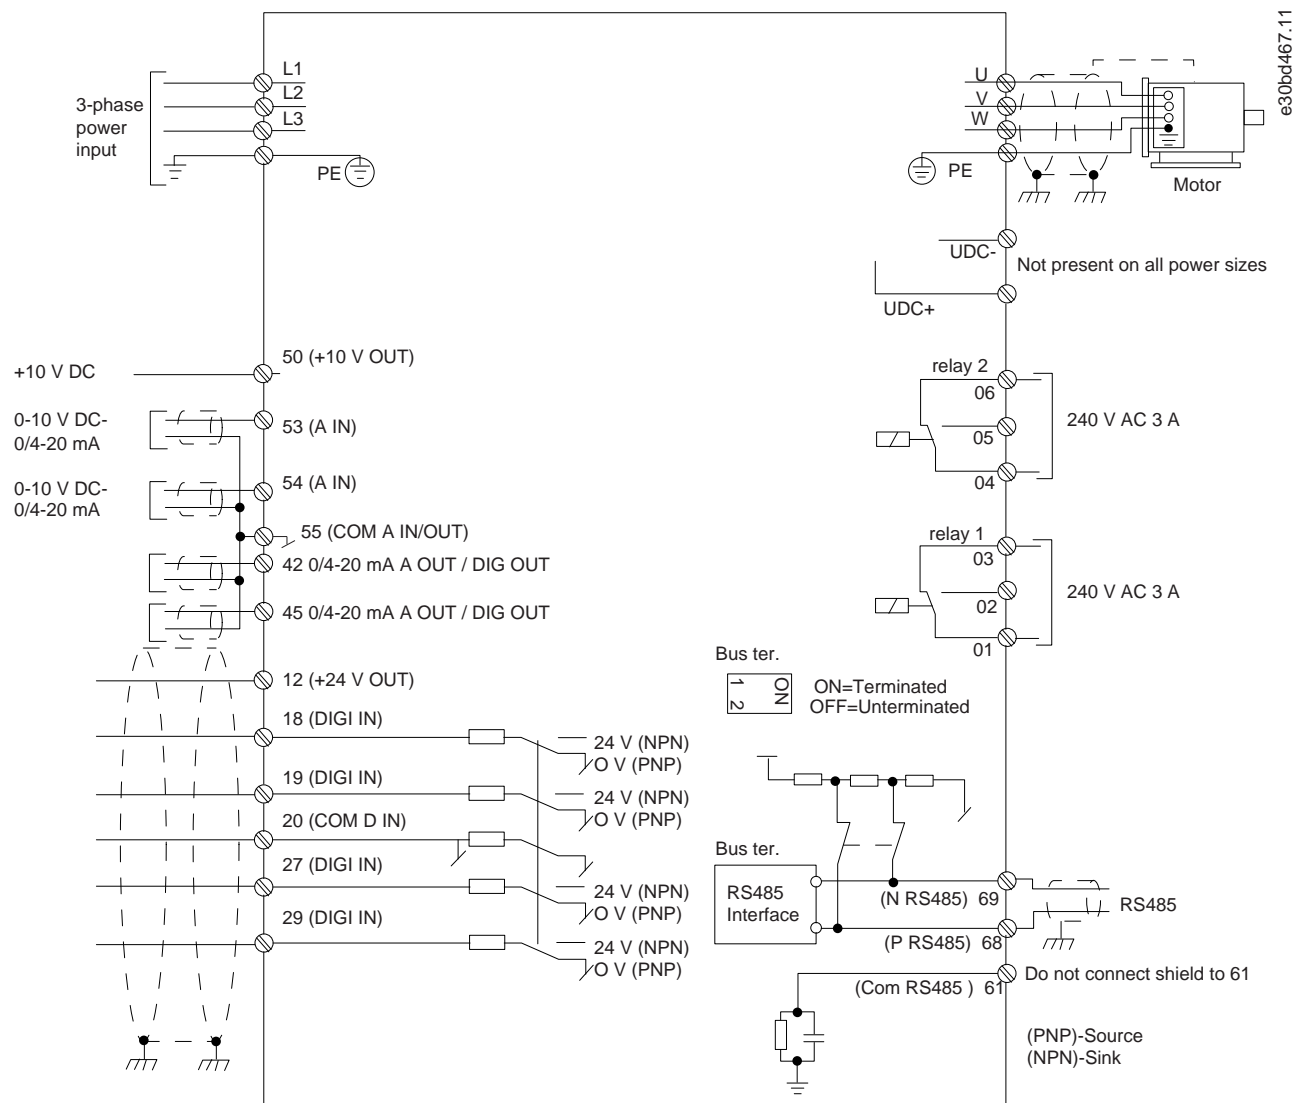 e30bd467.11
3-phase
power
input
L1
L2
L3
PE
U
V
W
PE
Motor
UDC-
Not present on all power sizes
UDC+
+10 V DC
50 (+10 V OUT)
0-10 V DC-
0/4-20 mA
53 (A IN)
0-10 V DC-
0/4-20 mA
54 (A IN)
55 (COM A IN/OUT)
42 0/4-20 mA A OUT / DIG OUT
45 0/4-20 mA A OUT / DIG OUT
12 (+24 V OUT)
18 (DIGI IN)
24 V (NPN)
O V (PNP)
19 (DIGI IN)
24 V (NPN)
O V (PNP)
20 (COM D IN)
27 (DIGI IN)
24 V (NPN)
O V (PNP)
29 (DIGI IN)
24 V (NPN)
O V (PNP)
relay 2
06
05
04
240 V AC 3 A
relay 1
03
02
01
240 V AC 3 A
Bus ter.
1
2
ON
ON=Terminated
OFF=Unterminated
Bus ter.
RS485
Interface
(N RS485) 69
RS485
(P RS485) 68
(Com RS485 ) 61
Do not connect shield to 61
(PNP)-Source
(NPN)-Sink